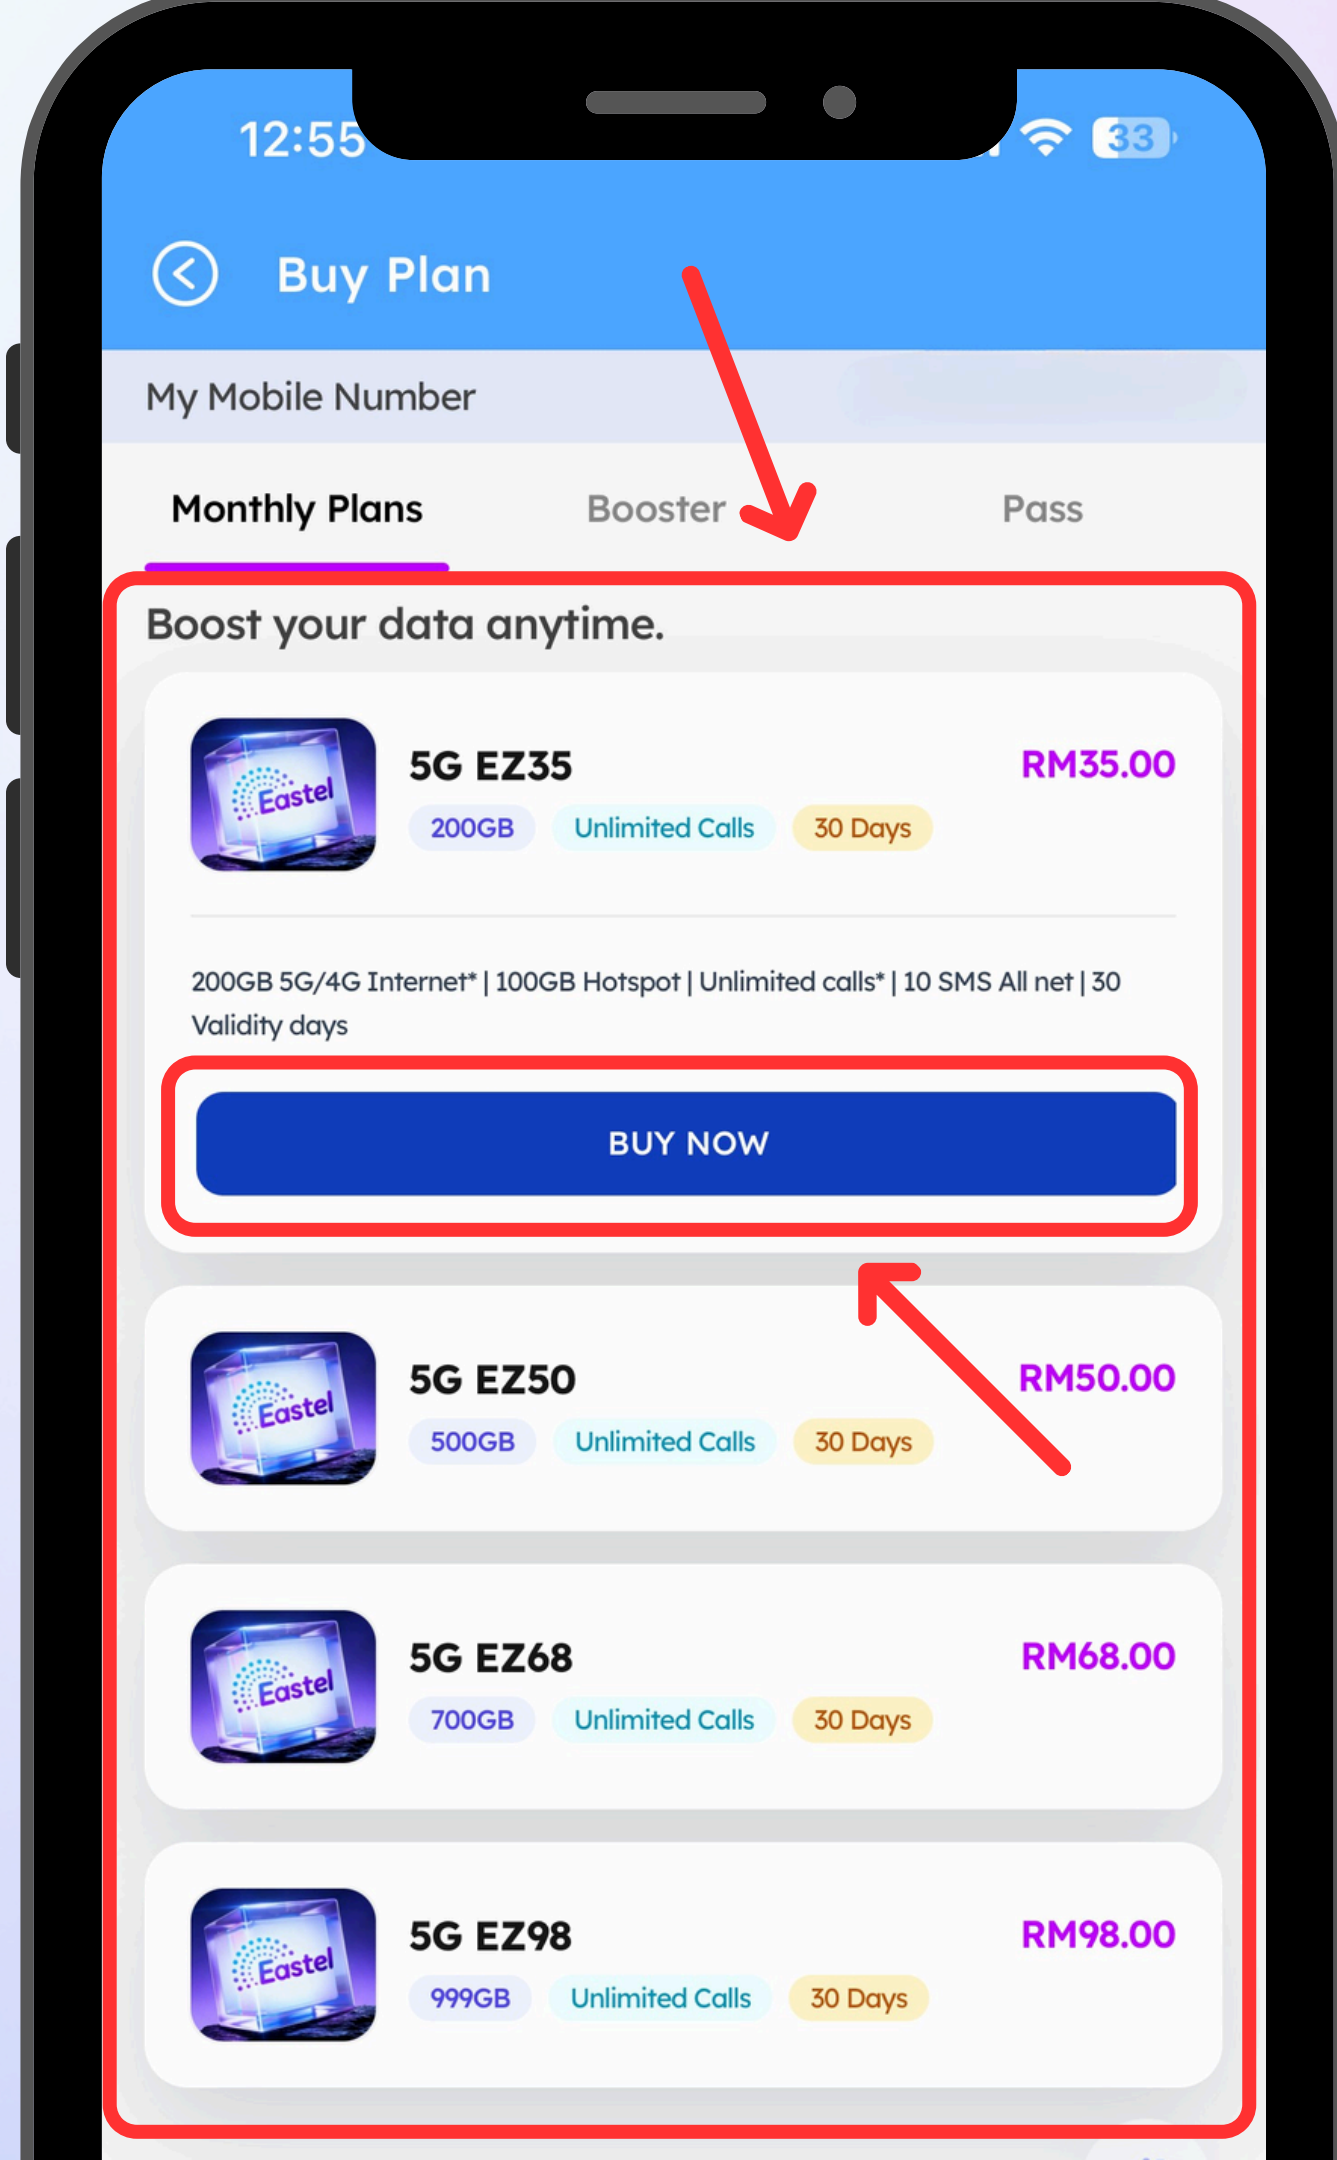 12:55
33
Buy Plan
My Mobile Number
Monthly Plans
Booster
Pass
Boost your data anytime.
Eastel
5G EZ35
RM35.00
200GB
Unlimited Calls
30 Days
200GB 5G/4G Internet* | 100GB Hotspot | Unlimited calls* | 10 SMS All net | 30
Validity days
BUY NOW
Eastel
5G EZ50
RM50.00
500GB
Unlimited Calls
30 Days
Eastel
5G EZ68
RM68.00
700GB
Unlimited Calls
30 Days
Eastel
5G EZ98
RM98.00
999GB
Unlimited Calls
30 Days